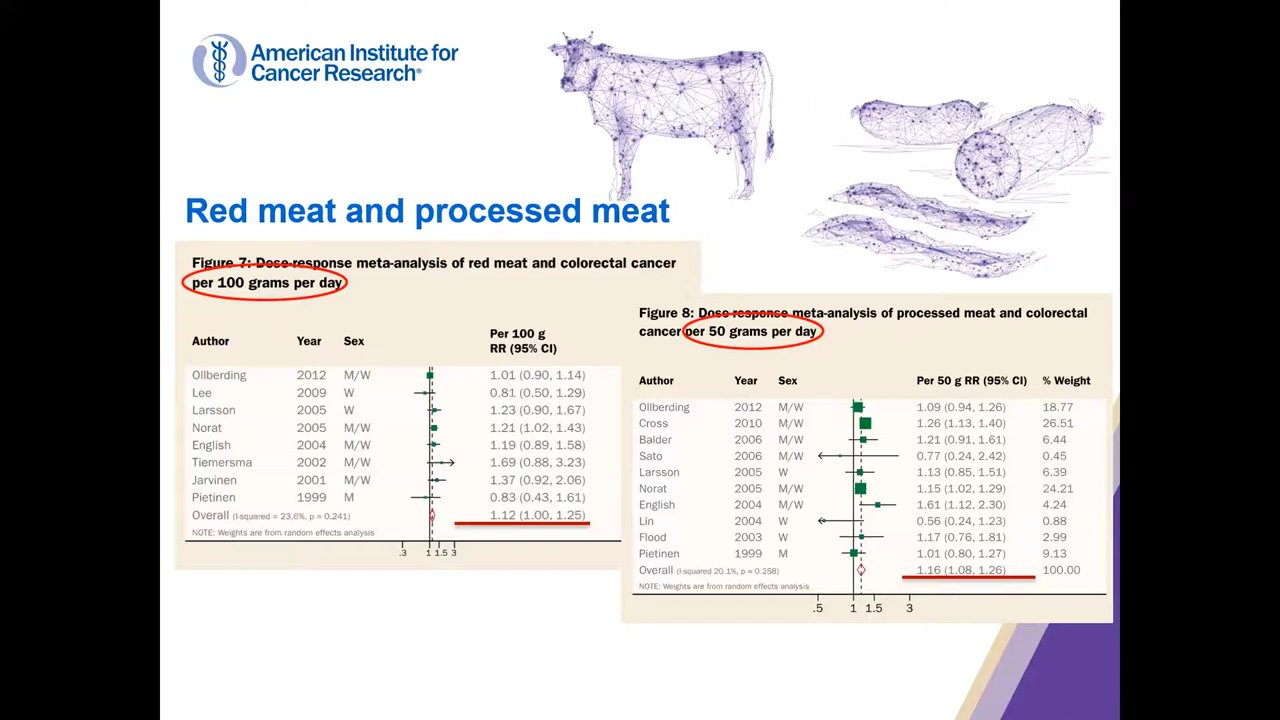 American Institute for
Cancer Research®
Red meat and processed meat
Figure 7: Dose-response meta-analysis of red meat and colorectal cancer
per 100 grams per day
Author Year Sex Per 100 g
RR (95% CI)
Ollberding 2012 M/W 1.01 (0.90, 1.14)
Lee 2009 W 0.81 (0.50, 1.29)
Larsson 2005 W 1.23 (0.90, 1.67)
Norat 2005 M/W 1.21 (1.02, 1.43)
English 2004 M/W 1.19 (0.89, 1.58)
Tiemersma 2002 M/W 1.69 (0.88, 3.23)
Jarvinen 2001 M/W 1.37 (0.92, 2.06)
Pietinen 1999 M 0.83 (0.43, 1.61)
Overall (I-squared = 23.6%, p = 0.241) 1.12 (1.00, 1.25)
NOTE: Weights are from random effects analysis
.3 1 1.5 3
Figure 8: Dose-response meta-analysis of processed meat and colorectal
cancer per 50 grams per day
Author Year Sex Per 50 g RR (95% CI) % Weight
Ollberding 2012 M/W 1.09 (0.94, 1.26) 18.77
Cross 2010 M/W 1.26 (1.13, 1.40) 26.51
Balder 2006 M/W 1.21 (0.91, 1.61) 6.44
Sato 2006 M/W 0.77 (0.24, 2.42) 0.45
Larsson 2005 W 1.13 (0.85, 1.51) 6.39
Norat 2005 M/W 1.15 (1.02, 1.29) 24.21
English 2004 M/W 1.61 (1.12, 2.30) 4.24
Lin 2004 W 0.56 (0.24, 1.23) 0.88
Flood 2003 W 1.17 (0.76, 1.81) 2.99
Pietinen 1999 M 1.01 (0.80, 1.27) 9.13
Overall (I-squared 20.1%, p = 0.258) 1.16 (1.08, 1.26) 100.00
NOTE: Weights are from random effects analysis
.5 1 1.5 3